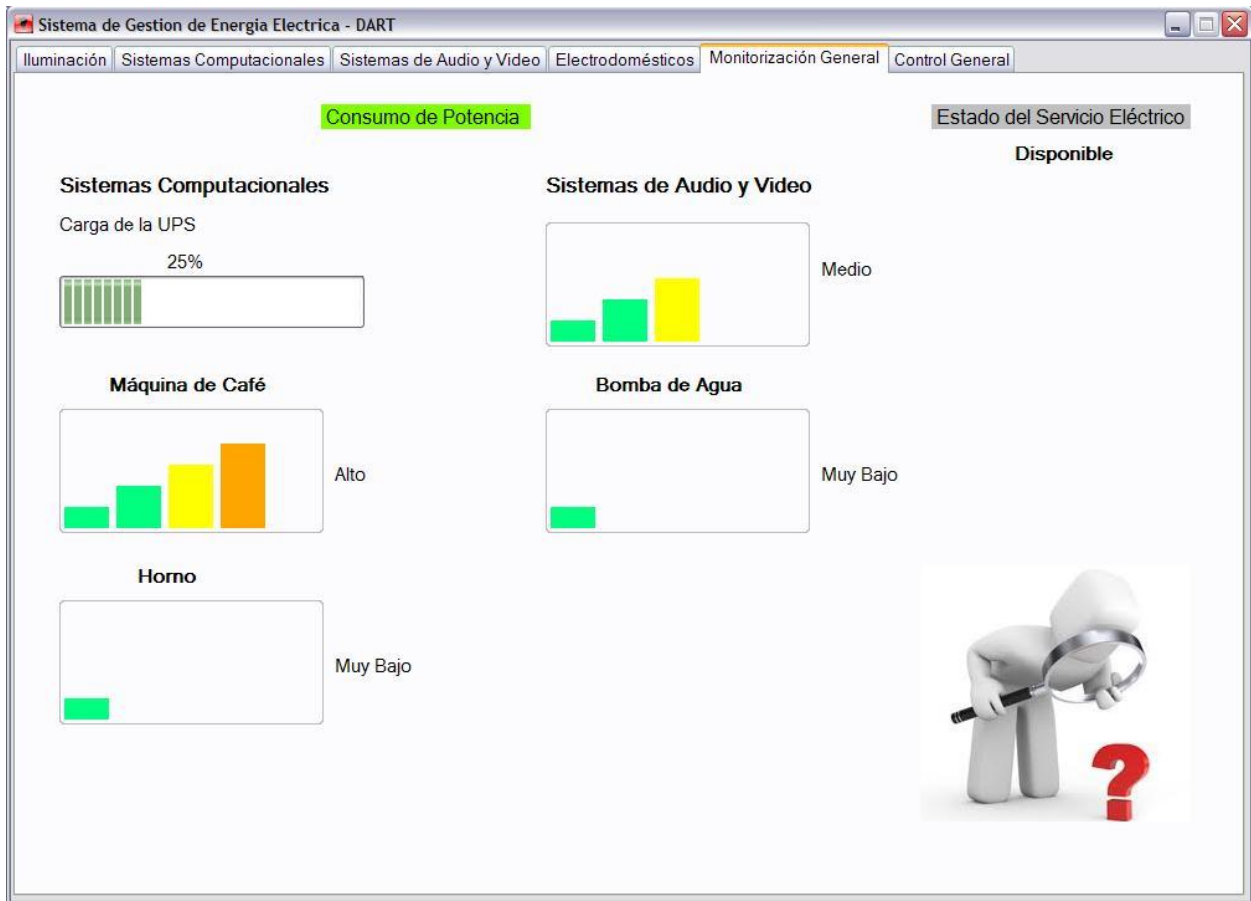 Sistema de Gestion de Energia Electrica - DART
Iluminación Sistemas Computacionales Sistemas de Audio y Video Electrodomésticos Monitorización General Control General
Consumo de Potencia
Estado del Servicio Eléctrico
Disponible
Sistemas Computacionales
Sistemas de Audio y Video
Carga de la UPS
25%
Medio
Máquina de Café
Bomba de Agua
Alto
Muy Bajo
Horno
Muy Bajo
?